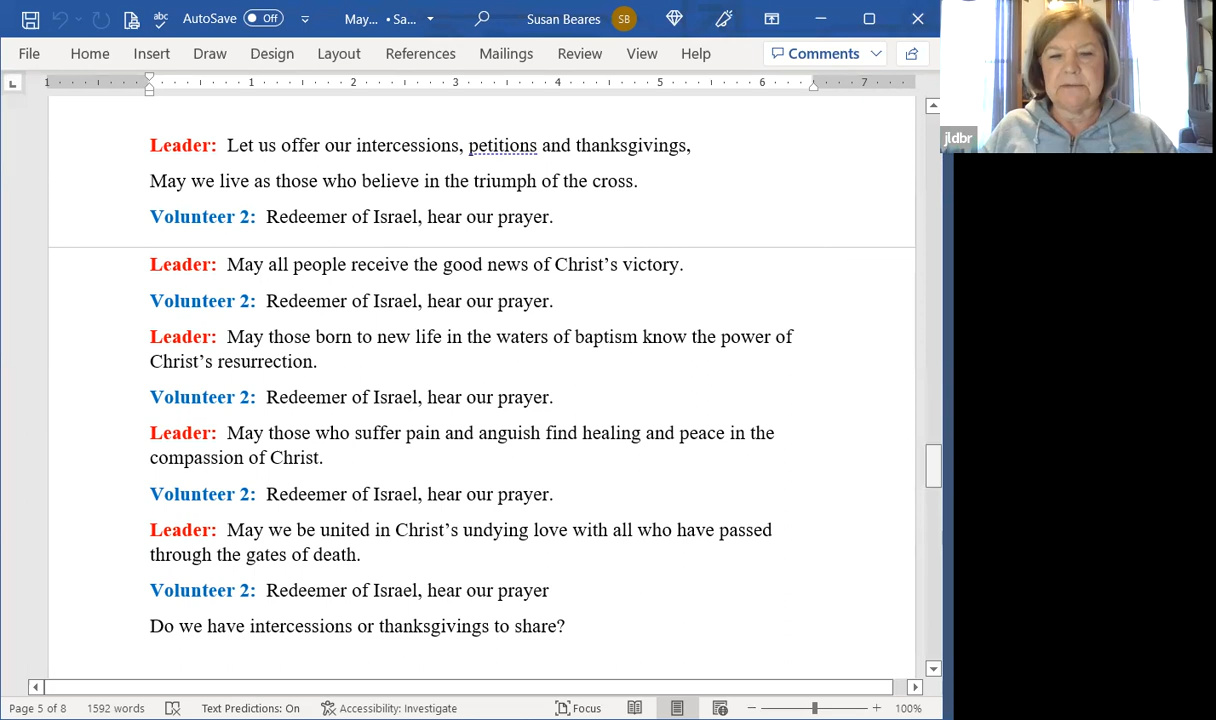 AutoSave Off May... • Sa... Susan Beares SB
File Home Insert Draw Design Layout References Mailings Review View Help Comments
1 1 2 3 4 5 6 7
jldbr
Leader: Let us offer our intercessions, petitions and thanksgivings,
May we live as those who believe in the triumph of the cross.
Volunteer 2: Redeemer of Israel, hear our prayer.
Leader: May all people receive the good news of Christ’s victory.
Volunteer 2: Redeemer of Israel, hear our prayer.
Leader: May those born to new life in the waters of baptism know the power of
Christ’s resurrection.
Volunteer 2: Redeemer of Israel, hear our prayer.
Leader: May those who suffer pain and anguish find healing and peace in the
compassion of Christ.
Volunteer 2: Redeemer of Israel, hear our prayer.
Leader: May we be united in Christ’s undying love with all who have passed
through the gates of death.
Volunteer 2: Redeemer of Israel, hear our prayer
Do we have intercessions or thanksgivings to share?
Page 5 of 8 1592 words Text Predictions: On Accessibility: Investigate Focus 100%